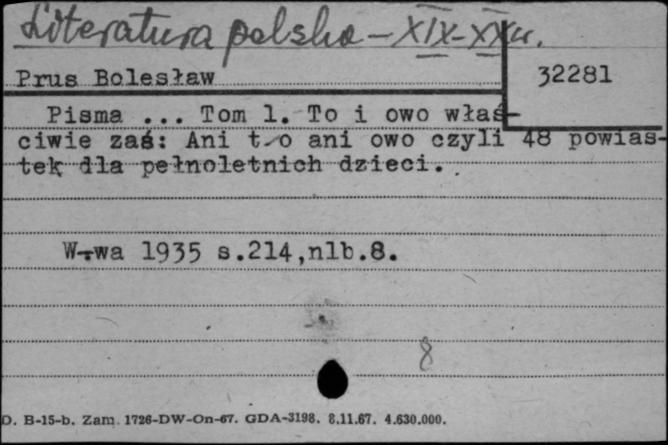 Literatura polska - XIX-XX w.
Prus Bolesław
32281
Pisma ... Tom 1. To i owo właś-
ciwie zaś: Ani to ani owo czyli 48 powias-
tek dla pełnoletnich dzieci.
W-wa 1935 s.214,nlb.8.
8
D. B-15-b. Zam. 1726-DW-On-67. GDA-3198. 8.11.67. 4.630.000.